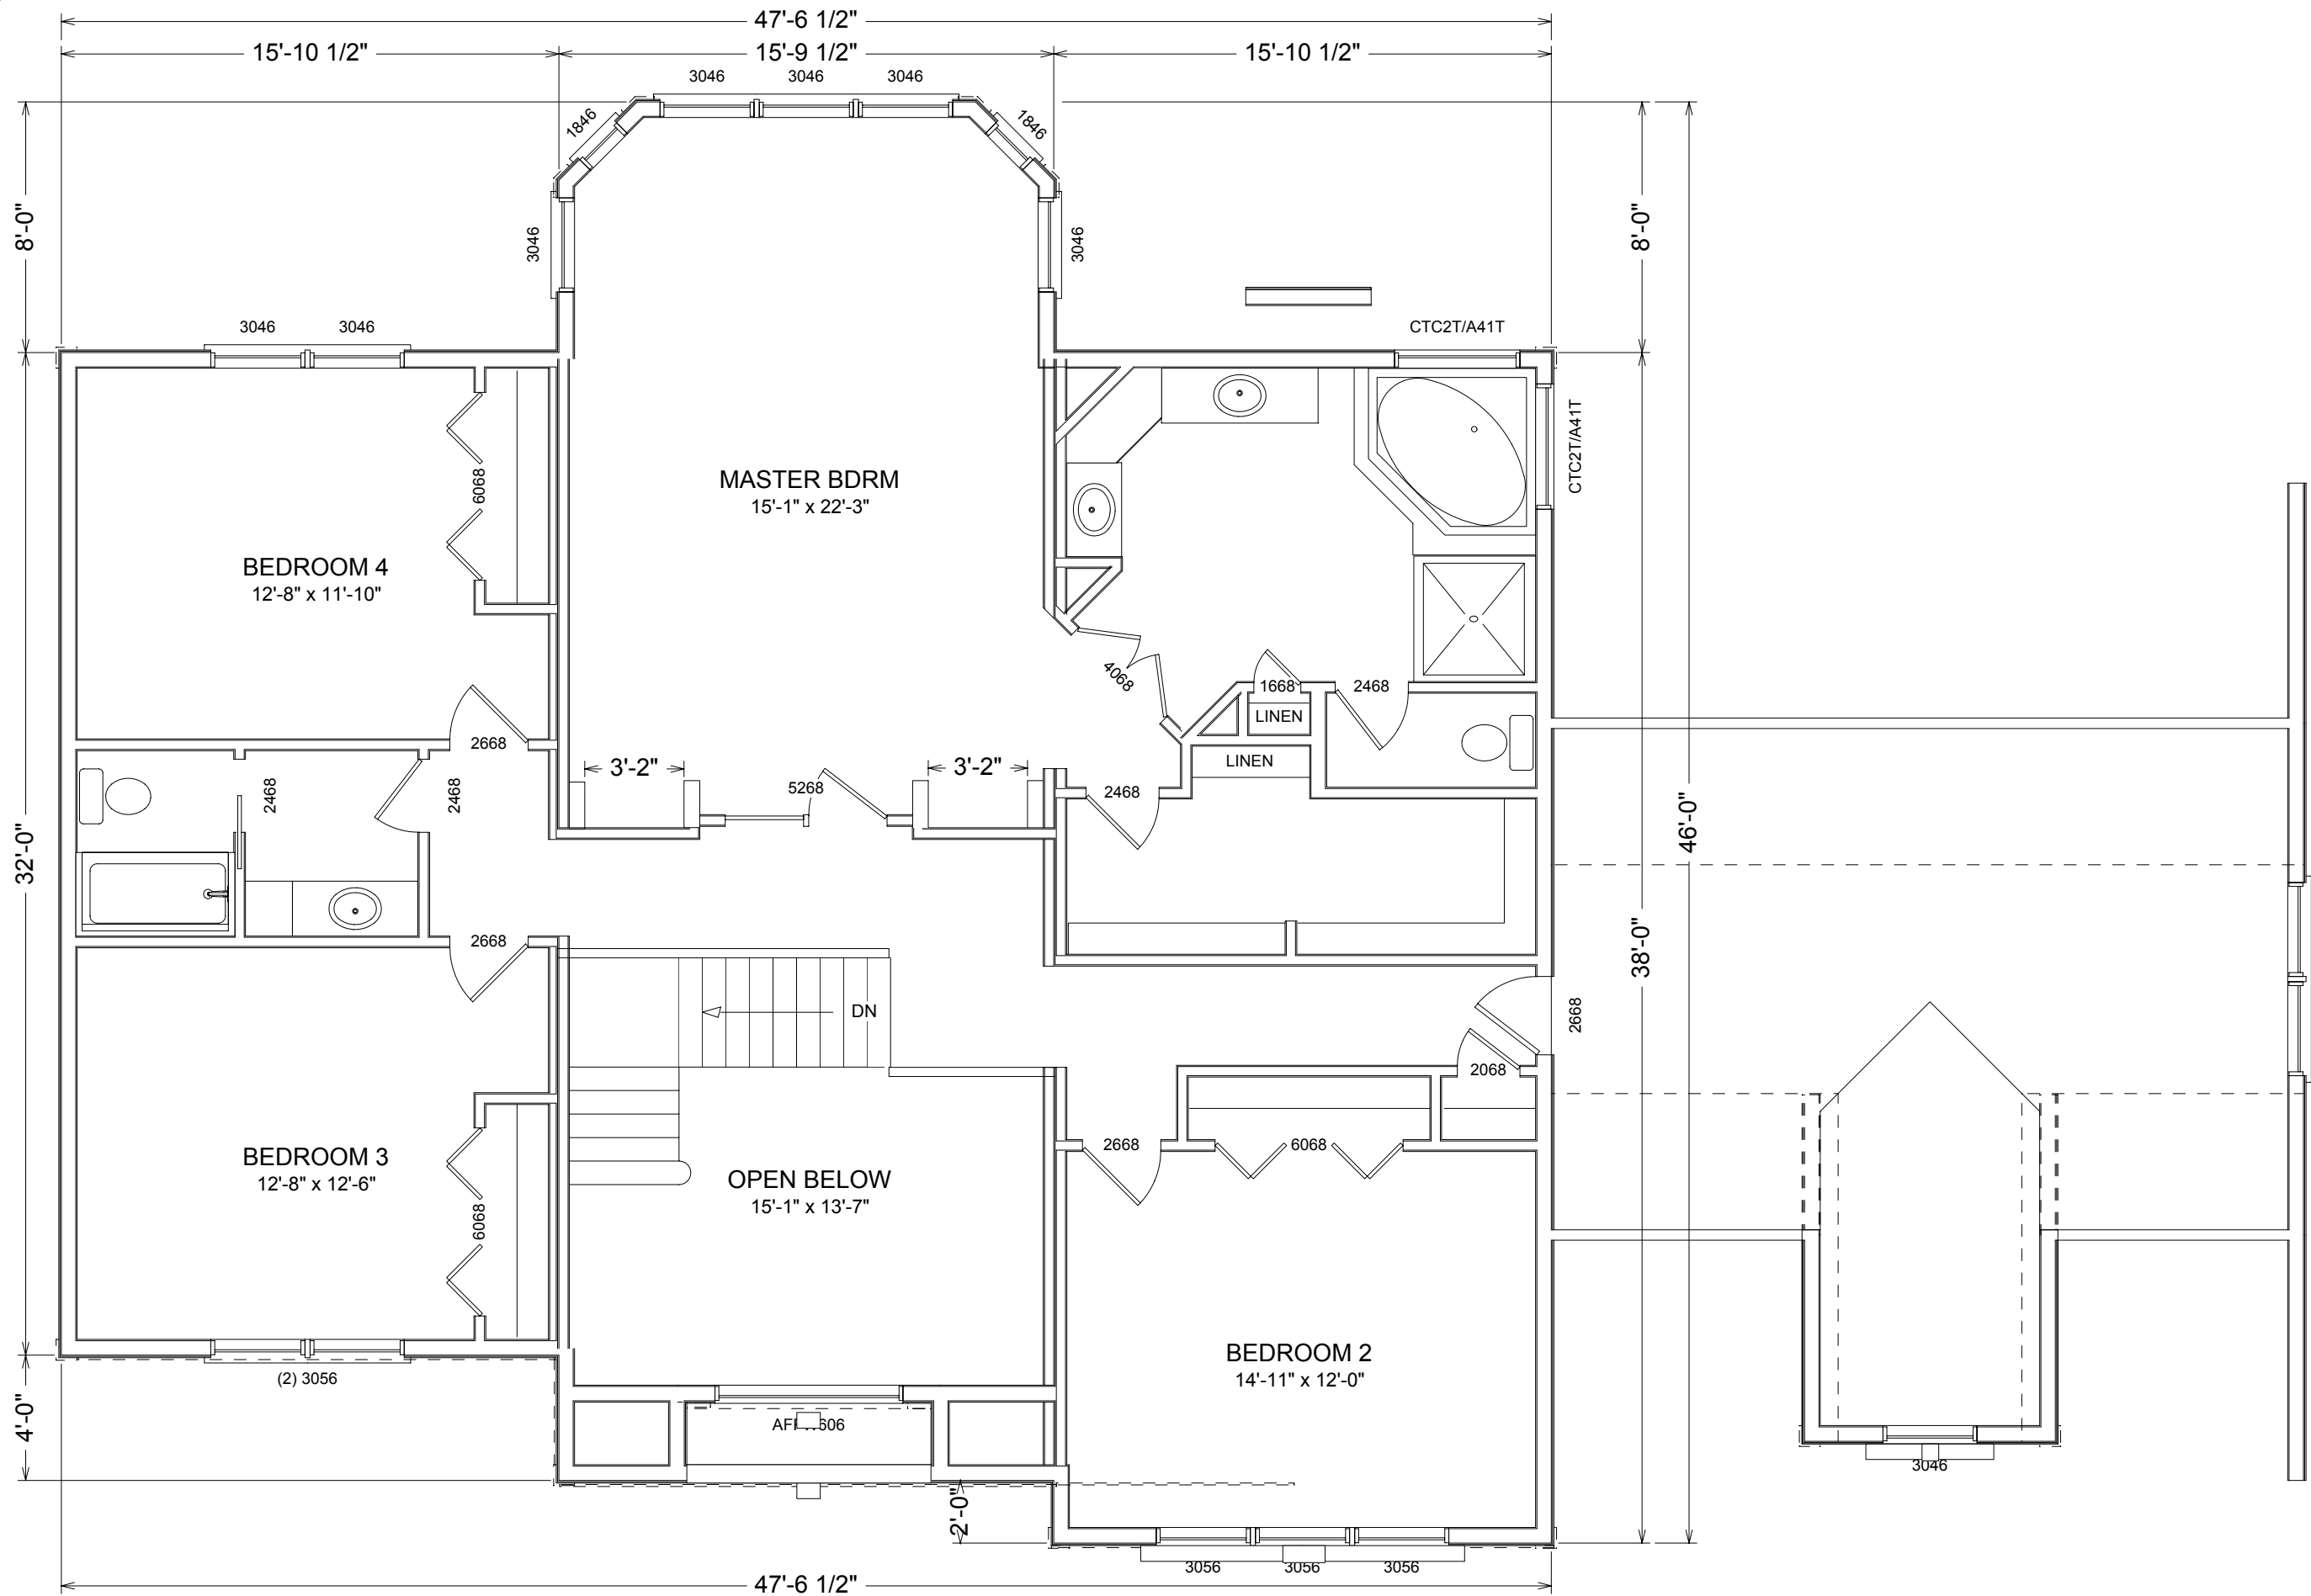 47'-6 1/2"
15'-10 1/2"
15'-9 1/2"
15'-10 1/2"
3046
3046
3046
1846
1846
8'-0"
3046
3046
8'-0"
3046
3046
CTC2T/A41T
CTC2T/A41T
MASTER BDRM
15'-1" x 22'-3"
6068
BEDROOM 4
12'-8" x 11'-10"
4068
1668
2468
LINEN
2668
LINEN
3'-2"
3'-2"
5268
2468
2468
2468
32'-0"
46'-0"
2668
38'-0"
DN
2668
2068
2668
6068
BEDROOM 3
12'-8" x 12'-6"
6068
OPEN BELOW
15'-1" x 13'-7"
BEDROOM 2
14'-11" x 12'-0"
(2) 3056
4'-0"
606
3046
2'-0"
3056
3056
3056
47'-6 1/2"